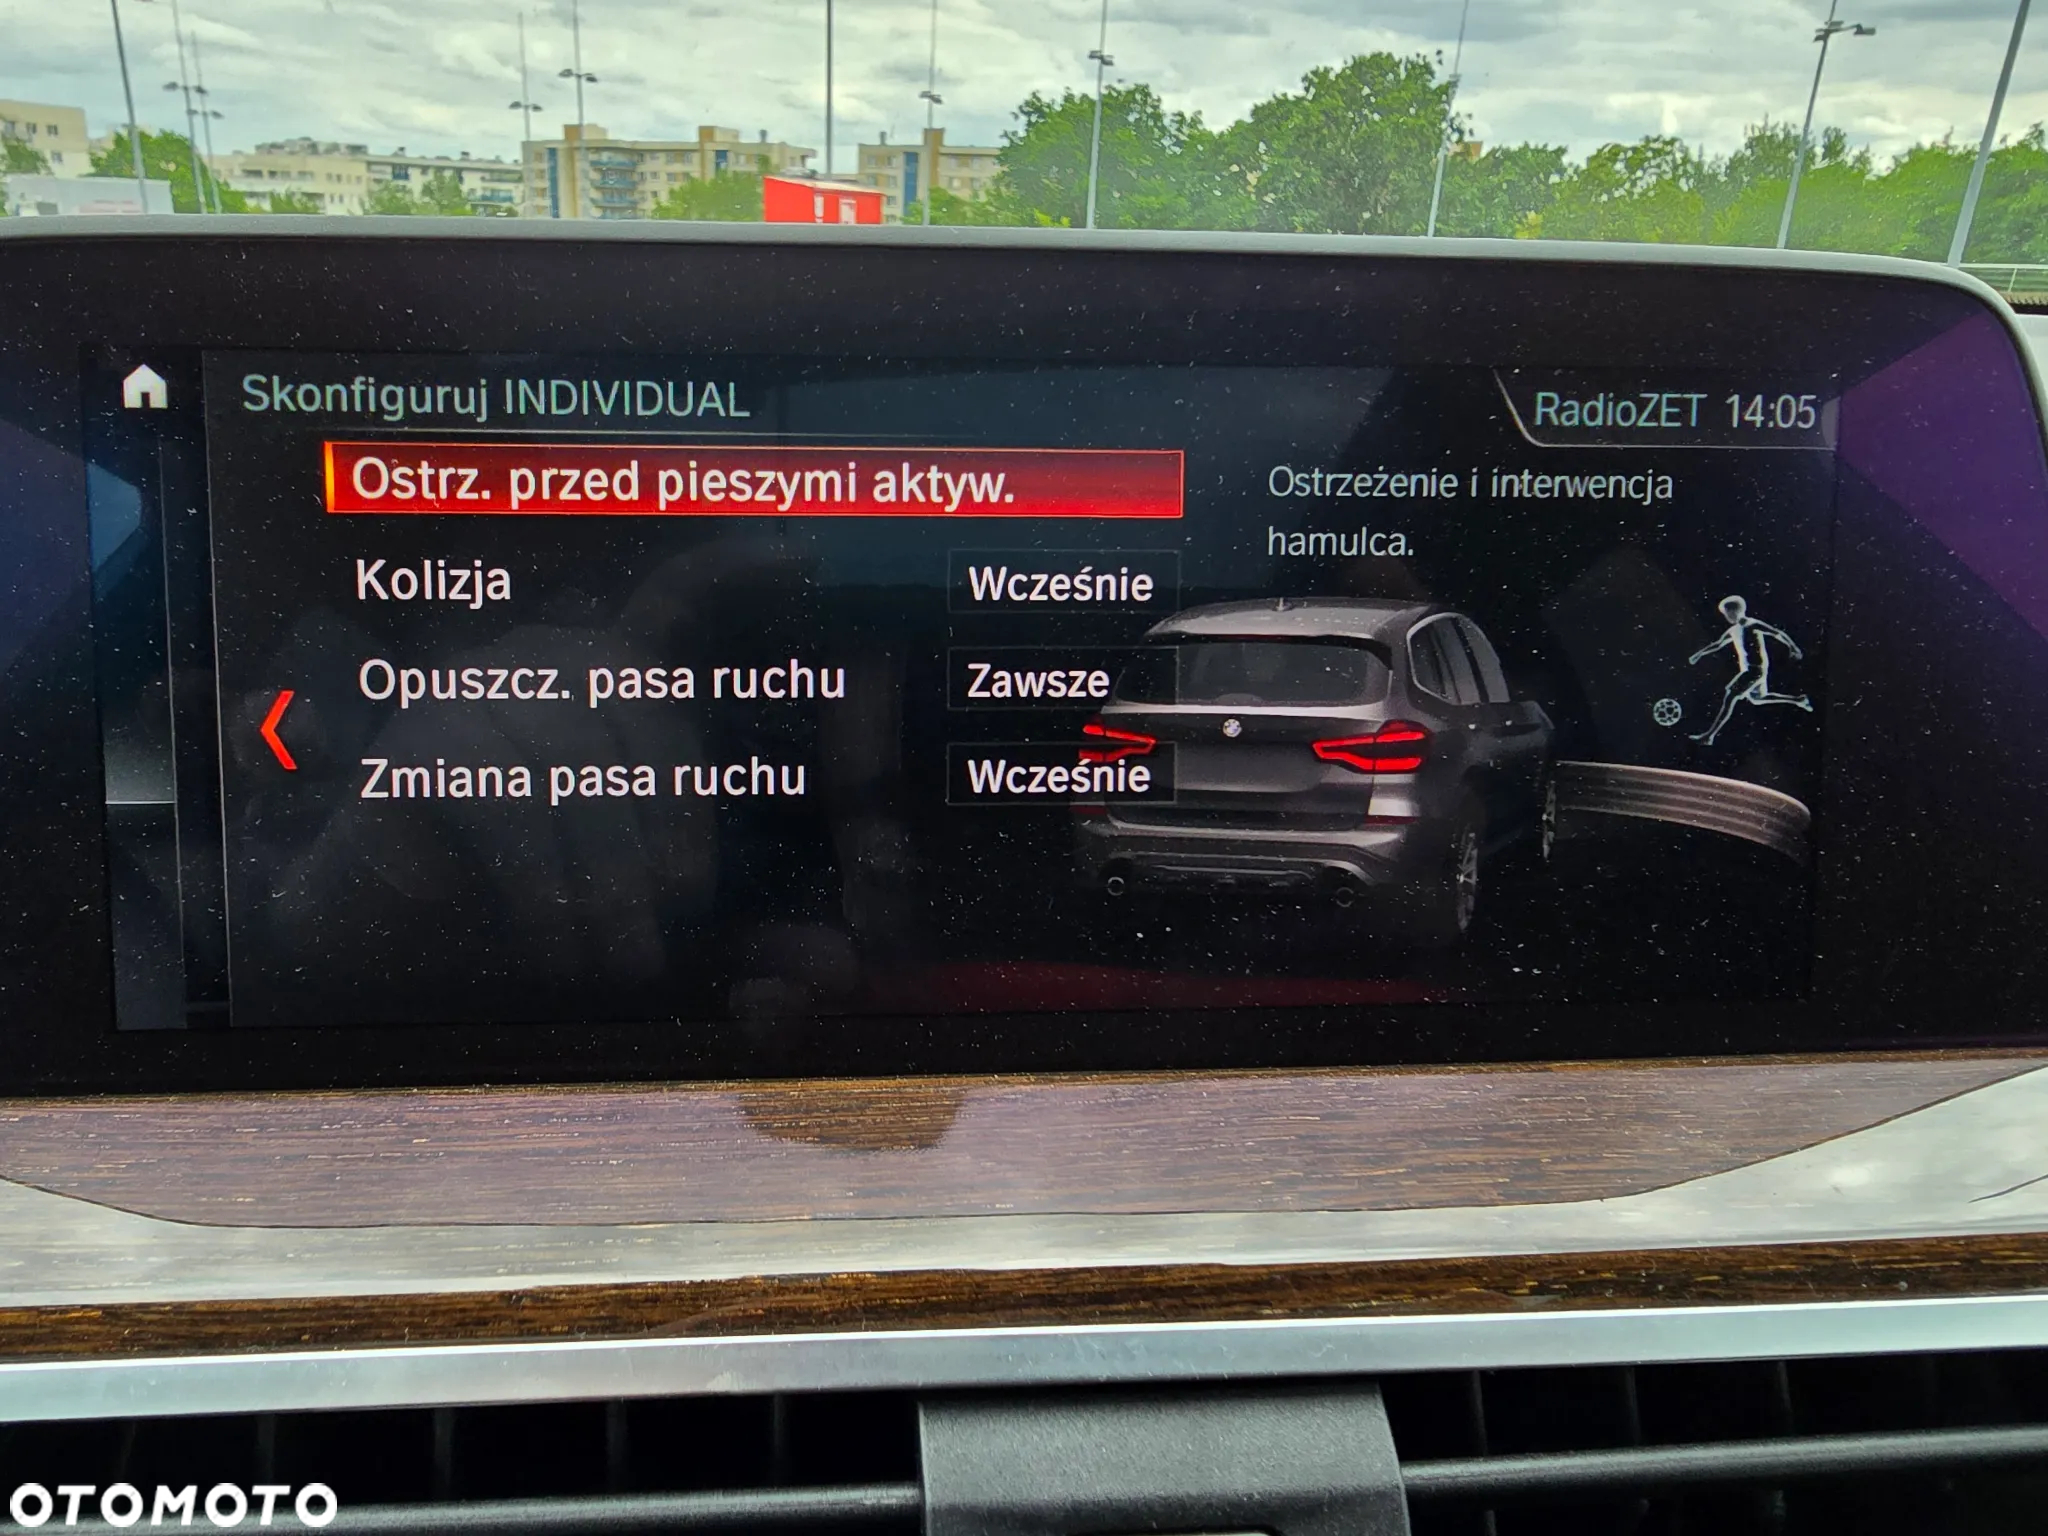 Skonfiguruj INDIVIDUAL
RadioZET 14:05
Ostrz. przed pieszymi aktyw.
Kolizja Wcześnie
Opuszcz. pasa ruchu Zawsze
Zmiana pasa ruchu Wcześnie
Ostrzeżenie i interwencja
hamulca.
OTOMOTO